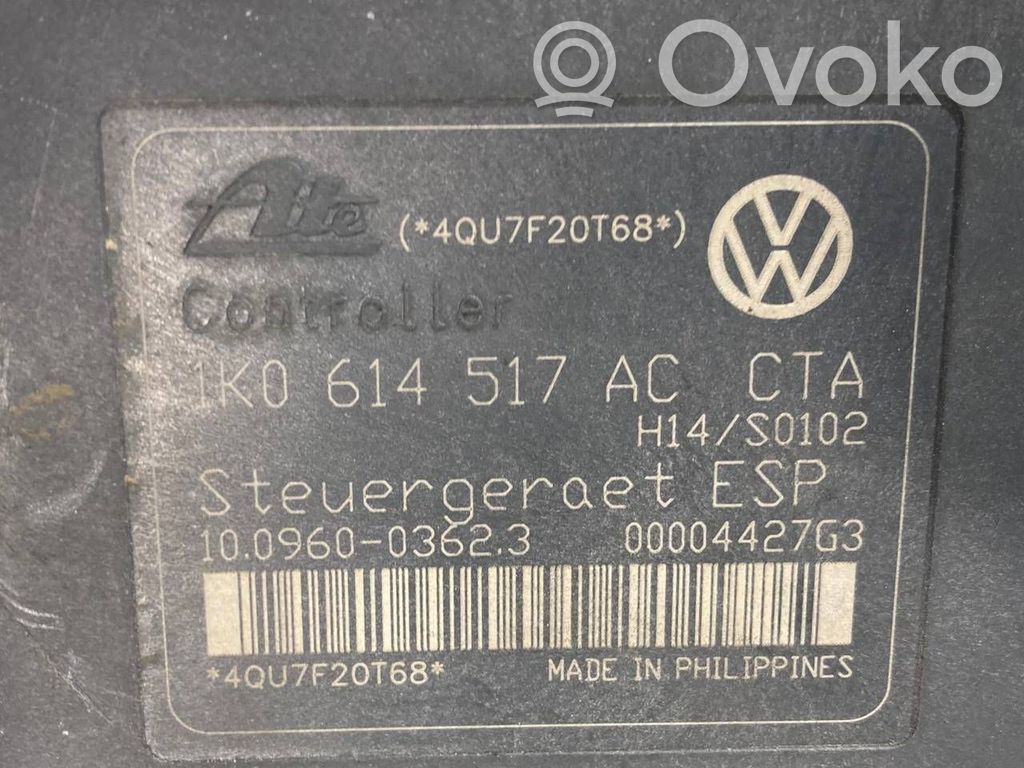 Ovoko
Ate (*4QU7F20T68*)
Controller
1K0 614 517 AC CTA
H14/S0102
Steuergeraet ESP
10.0960-0362.3 00004427G3
*4QU7F20T68* MADE IN PHILIPPINES